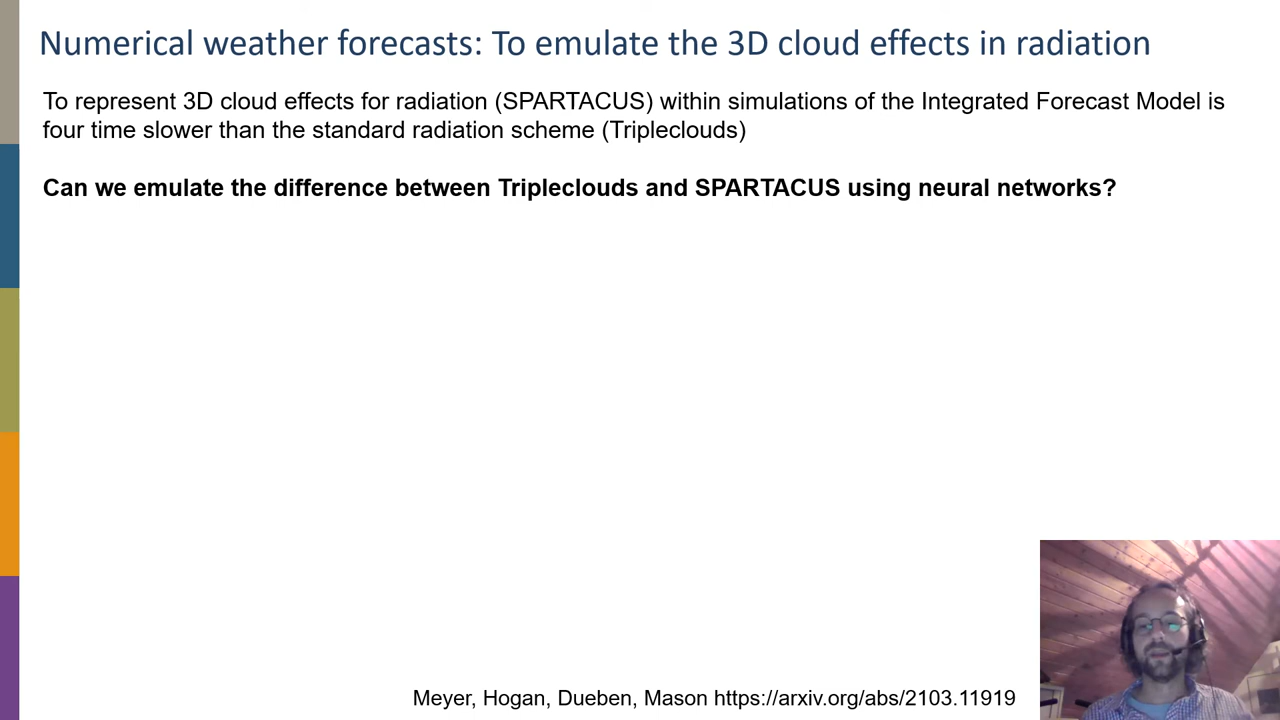 Numerical weather forecasts: To emulate the 3D cloud effects in radiation
To represent 3D cloud effects for radiation (SPARTACUS) within simulations of the Integrated Forecast Model is
four time slower than the standard radiation scheme (Tripleclouds)
Can we emulate the difference between Tripleclouds and SPARTACUS using neural networks?
Meyer, Hogan, Dueben, Mason https://arxiv.org/abs/2103.11919